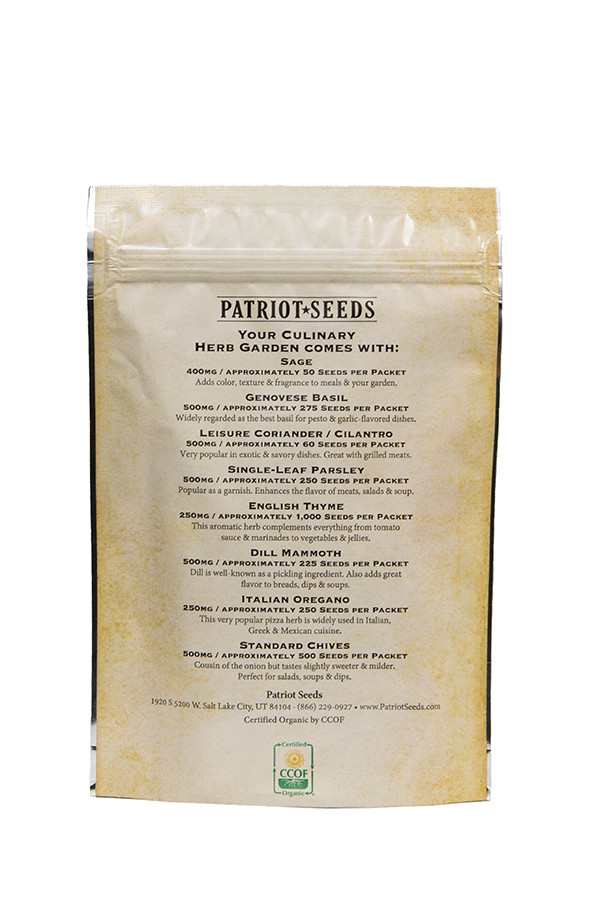 PATRIOT★SEEDS
YOUR CULINARY
HERB GARDEN COMES WITH:
SAGE
400MG / APPROXIMATELY 50 SEEDS PER PACKET
Adds color, texture & fragrance to meals & your garden.
GENOVESE BASIL
500MG / APPROXIMATELY 275 SEEDS PER PACKET
Widely regarded as the best basil for pesto & garlic-flavored dishes.
LEISURE CORIANDER / CILANTRO
500MG / APPROXIMATELY 60 SEEDS PER PACKET
Very popular in exotic & savory dishes. Great with grilled meats.
SINGLE-LEAF PARSLEY
500MG / APPROXIMATELY 250 SEEDS PER PACKET
Popular as a garnish. Enhances the flavor of meats, salads & soup.
ENGLISH THYME
250MG / APPROXIMATELY 1,000 SEEDS PER PACKET
This aromatic herb complements everything from tomato
sauce & marinades to vegetables & jellies.
DILL MAMMOTH
500MG / APPROXIMATELY 225 SEEDS PER PACKET
Dill is well-known as a pickling ingredient. Also adds great
flavor to breads, dips & soups.
ITALIAN OREGANO
250MG / APPROXIMATELY 250 SEEDS PER PACKET
This very popular pizza herb is widely used in Italian,
Greek & Mexican cuisine.
STANDARD CHIVES
500MG / APPROXIMATELY 500 SEEDS PER PACKET
Cousin of the onion but tastes slightly sweeter & milder.
Perfect for salads, soups & dips.
Patriot Seeds
1920 S 5200 W. Salt Lake City, UT 84104 · (866) 229-0927 • www.PatriotSeeds.com
Certified Organic by CCOF
Certified
CCOF
Organic